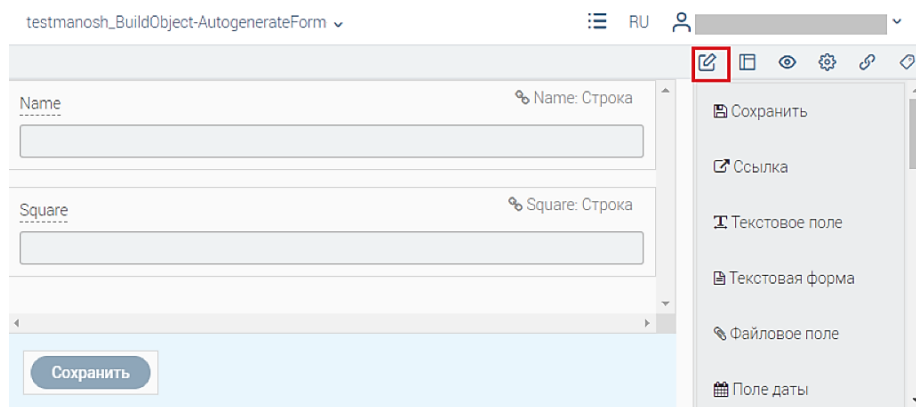 testmanosh_BuildObject-AutogenerateForm
RU
Name
Name: Строка
Square
Square: Строка
Сохранить
Сохранить
Ссылка
Текстовое поле
Текстовая форма
Файловое поле
Поле даты